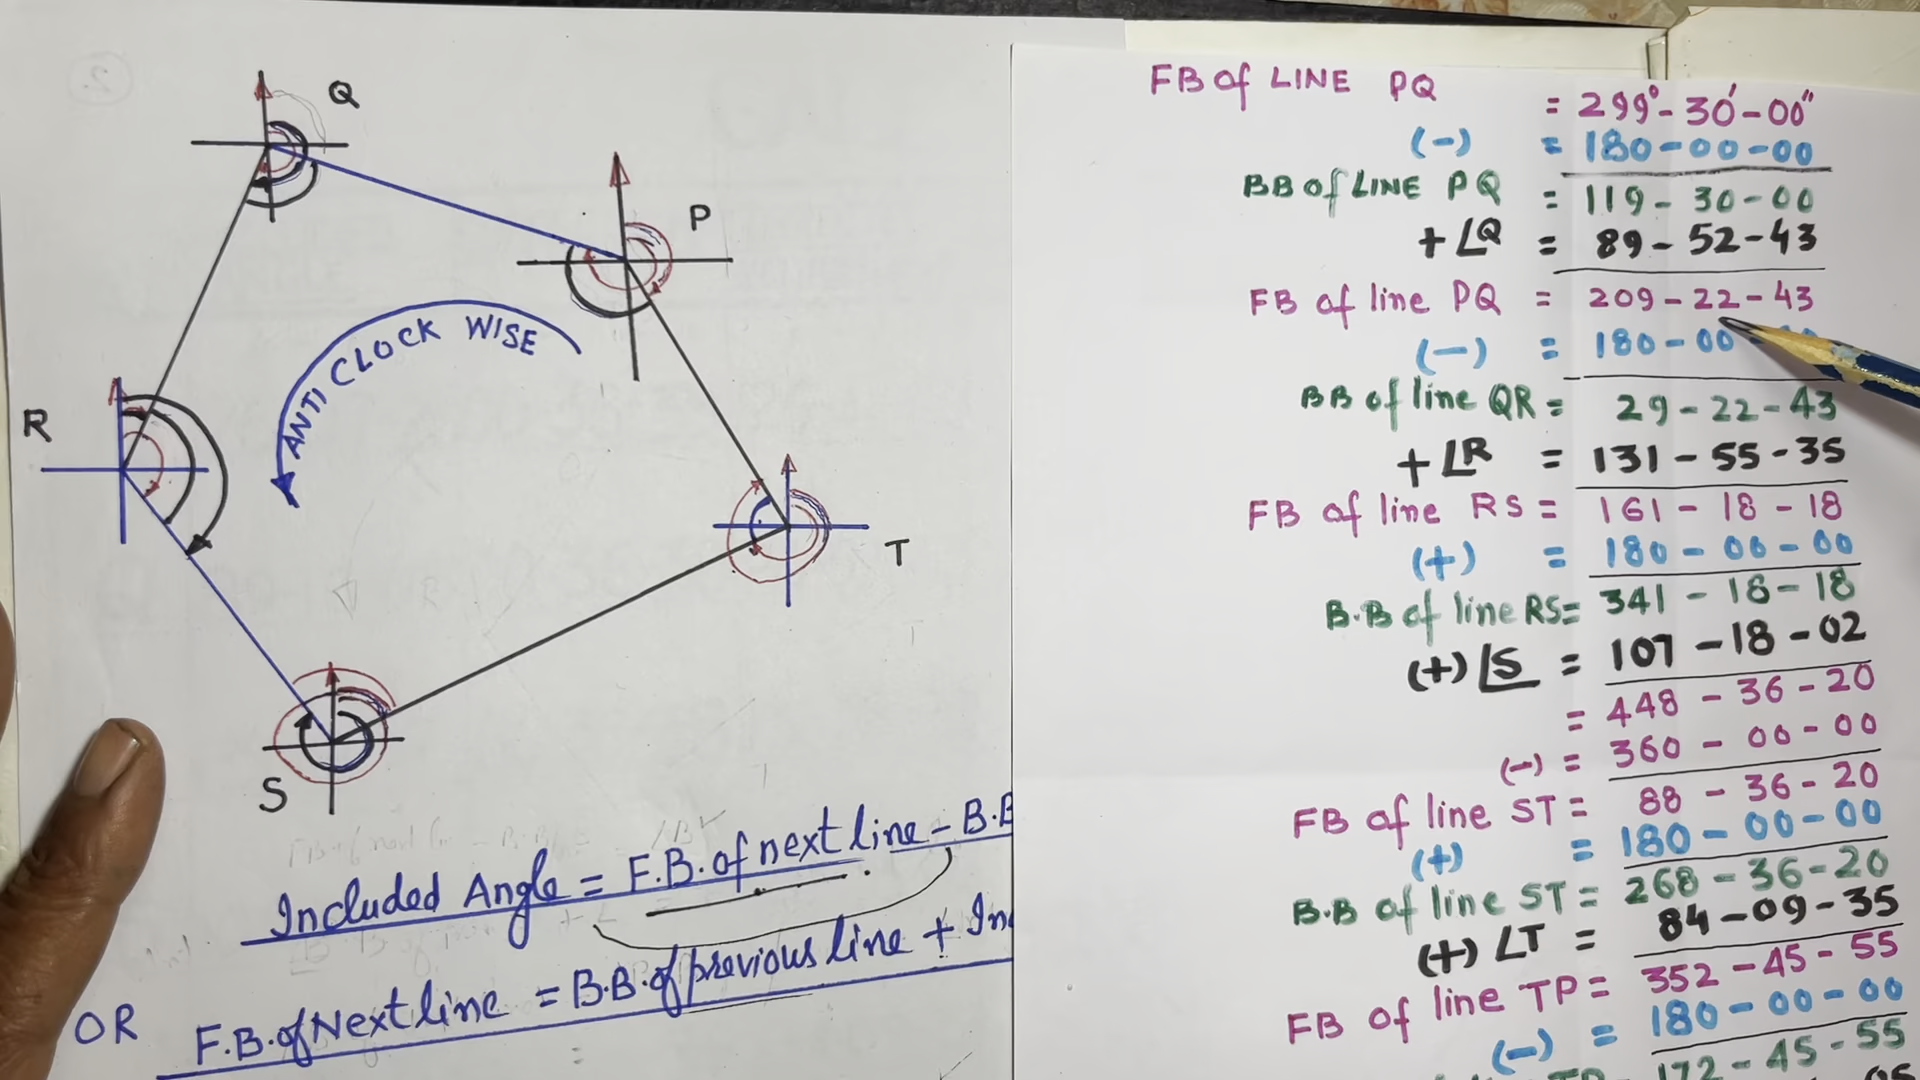 2.
Q
P
ANTI CLOCK WISE
R
T
S
Included Angle = F.B. of next line - B.B
OR F.B. of Next line = B.B. of previous line +
FB of LINE PQ = 299° - 30' - 00"
(-) = 180 - 00 - 00
BB of LINE PQ = 119 - 30 - 00
+ ∠Q = 89 - 52 - 43
FB of line PQ = 209 - 22 - 43
(-) = 180 - 00 -
BB of line QR = 29 - 22 - 43
+ ∠R = 131 - 55 - 35
FB of line RS = 161 - 18 - 18
(+) = 180 - 00 - 00
B.B of line RS = 341 - 18 - 18
(+) ∠S = 107 - 18 - 02
= 448 - 36 - 20
(-) = 360 - 00 - 00
FB of line ST = 88 - 36 - 20
(+) = 180 - 00 - 00
B.B of line ST = 268 - 36 - 20
(+) ∠T = 84 - 09 - 35
FB of line TP = 352 - 45 - 55
(-) = 180 - 00 - 00
172 - 45 - 55